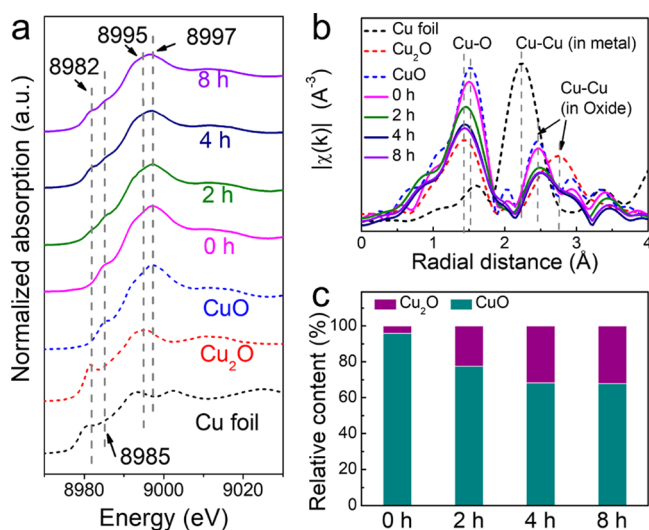 a
8995
8997
8982
8 h
4 h
2 h
0 h
CuO
Cu₂O
Cu foil
8985
Normalized absorption (a.u.)
8980 9000 9020
Energy (eV)
b
Cu foil
Cu₂O
CuO
0 h
2 h
4 h
8 h
Cu-O
Cu-Cu (in metal)
Cu-Cu
(in Oxide)
|χ(k)| (A⁻³)
0 1 2 3 4
Radial distance (Å)
c
Cu₂O CuO
100
80
60
40
20
0
Relative content (%)
0 h 2 h 4 h 8 h